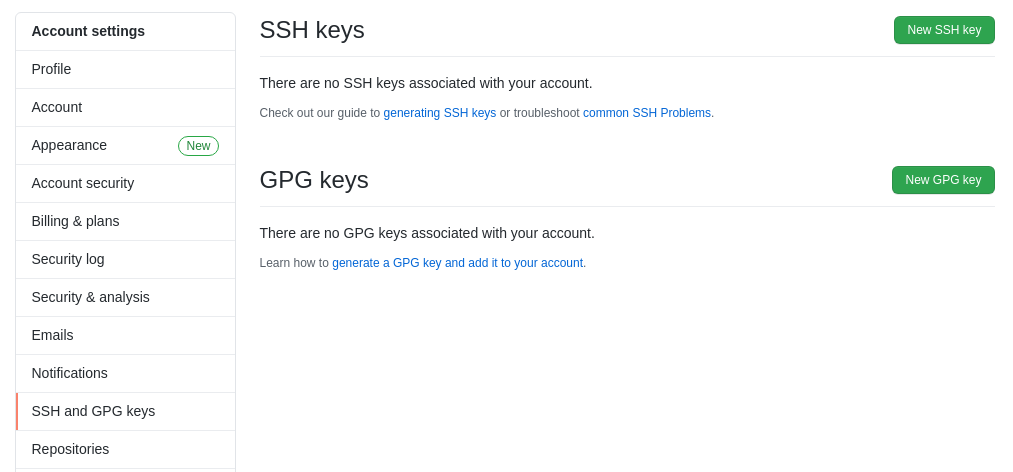 Account settings
Profile
Account
Appearance New
Account security
Billing & plans
Security log
Security & analysis
Emails
Notifications
SSH and GPG keys
Repositories
SSH keys
New SSH key
There are no SSH keys associated with your account.
Check out our guide to generating SSH keys or troubleshoot common SSH Problems.
GPG keys
New GPG key
There are no GPG keys associated with your account.
Learn how to generate a GPG key and add it to your account.